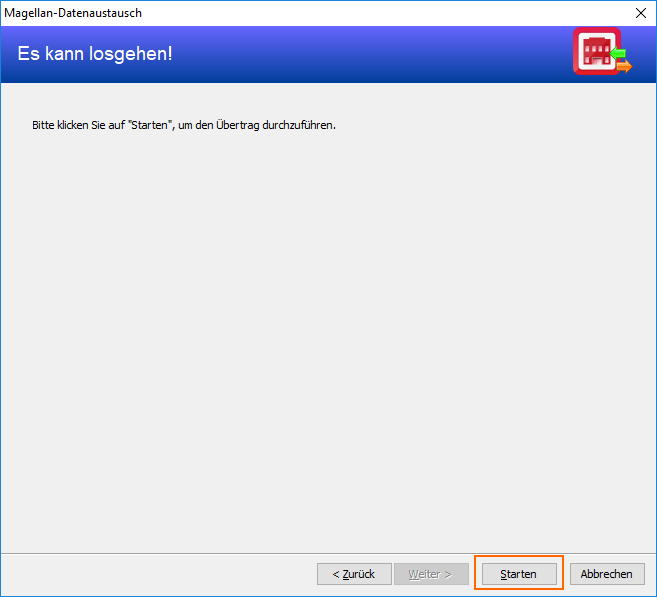 Magellan-Datenaustausch
Es kann losgehen!
Bitte klicken Sie auf "Starten", um den Übertrag durchzuführen.
< Zurück
Weiter >
Starten
Abbrechen